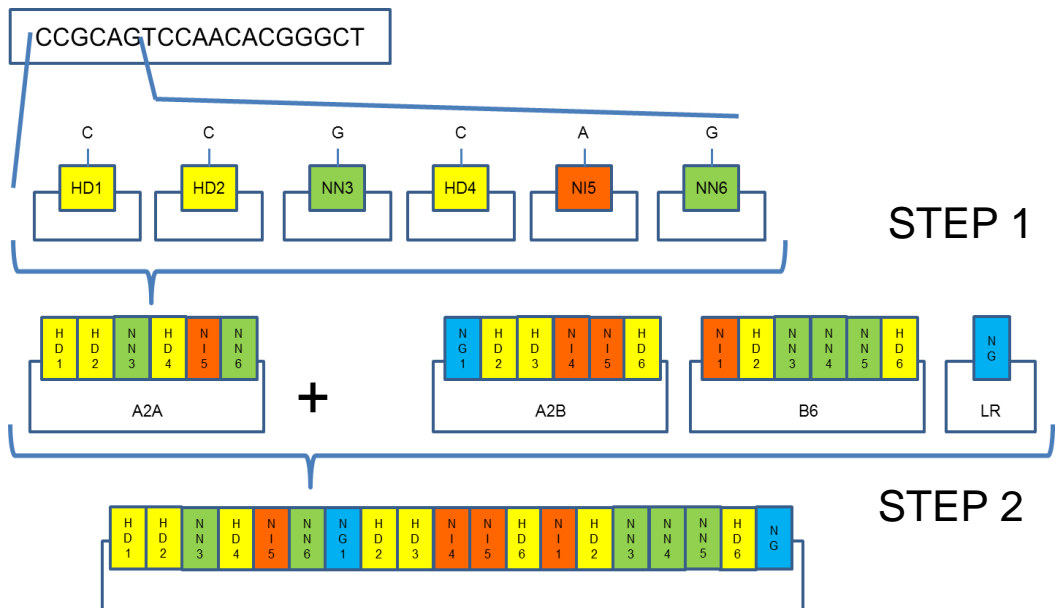 CCGCAGTCCAACACGGGCT
C C G C A G
HD1 HD2 NN3 HD4 NI5 NN6
STEP 1
HD1 HD2 NN3 HD4 NI5 NN6 NG1 HD2 HD3 NI4 NI5 HD6 NI1 HD2 NN3 NN4 NN5 HD6 NG
A2A + A2B B6 LR
STEP 2
HD1 HD2 NN3 HD4 NI5 NN6 NG1 HD2 HD3 NI4 NI5 HD6 NI1 HD2 NN3 NN4 NN5 HD6 NG